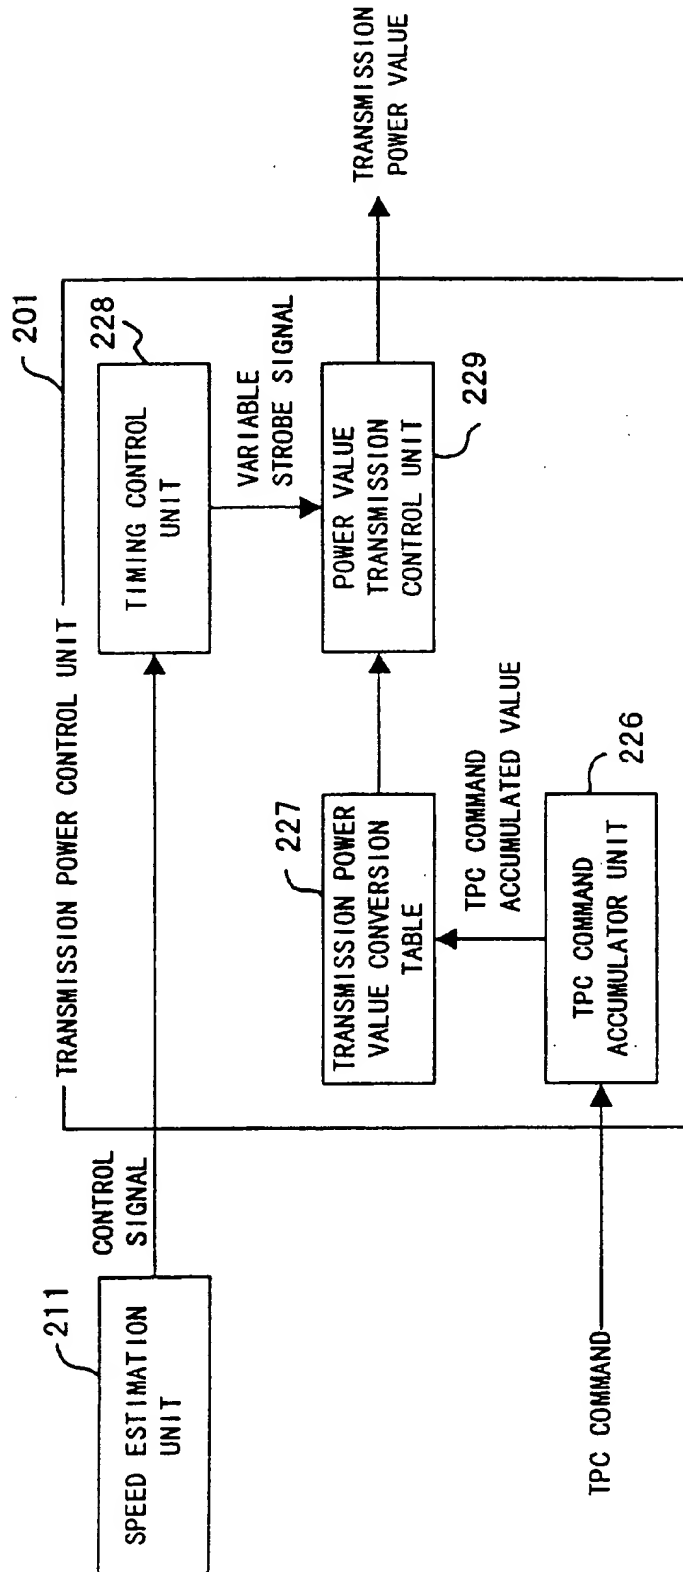 211
SPEED ESTIMATION
UNIT
CONTROL
SIGNAL
TRANSMISSION POWER CONTROL UNIT
201
228
TIMING CONTROL
UNIT
VARIABLE
STROBE SIGNAL
227
TRANSMISSION POWER
VALUE CONVERSION
TABLE
POWER VALUE
TRANSMISSION
CONTROL UNIT
229
TRANSMISSION
POWER VALUE
TPC COMMAND
ACCUMULATED VALUE
226
TPC COMMAND
ACCUMULATOR UNIT
TPC COMMAND